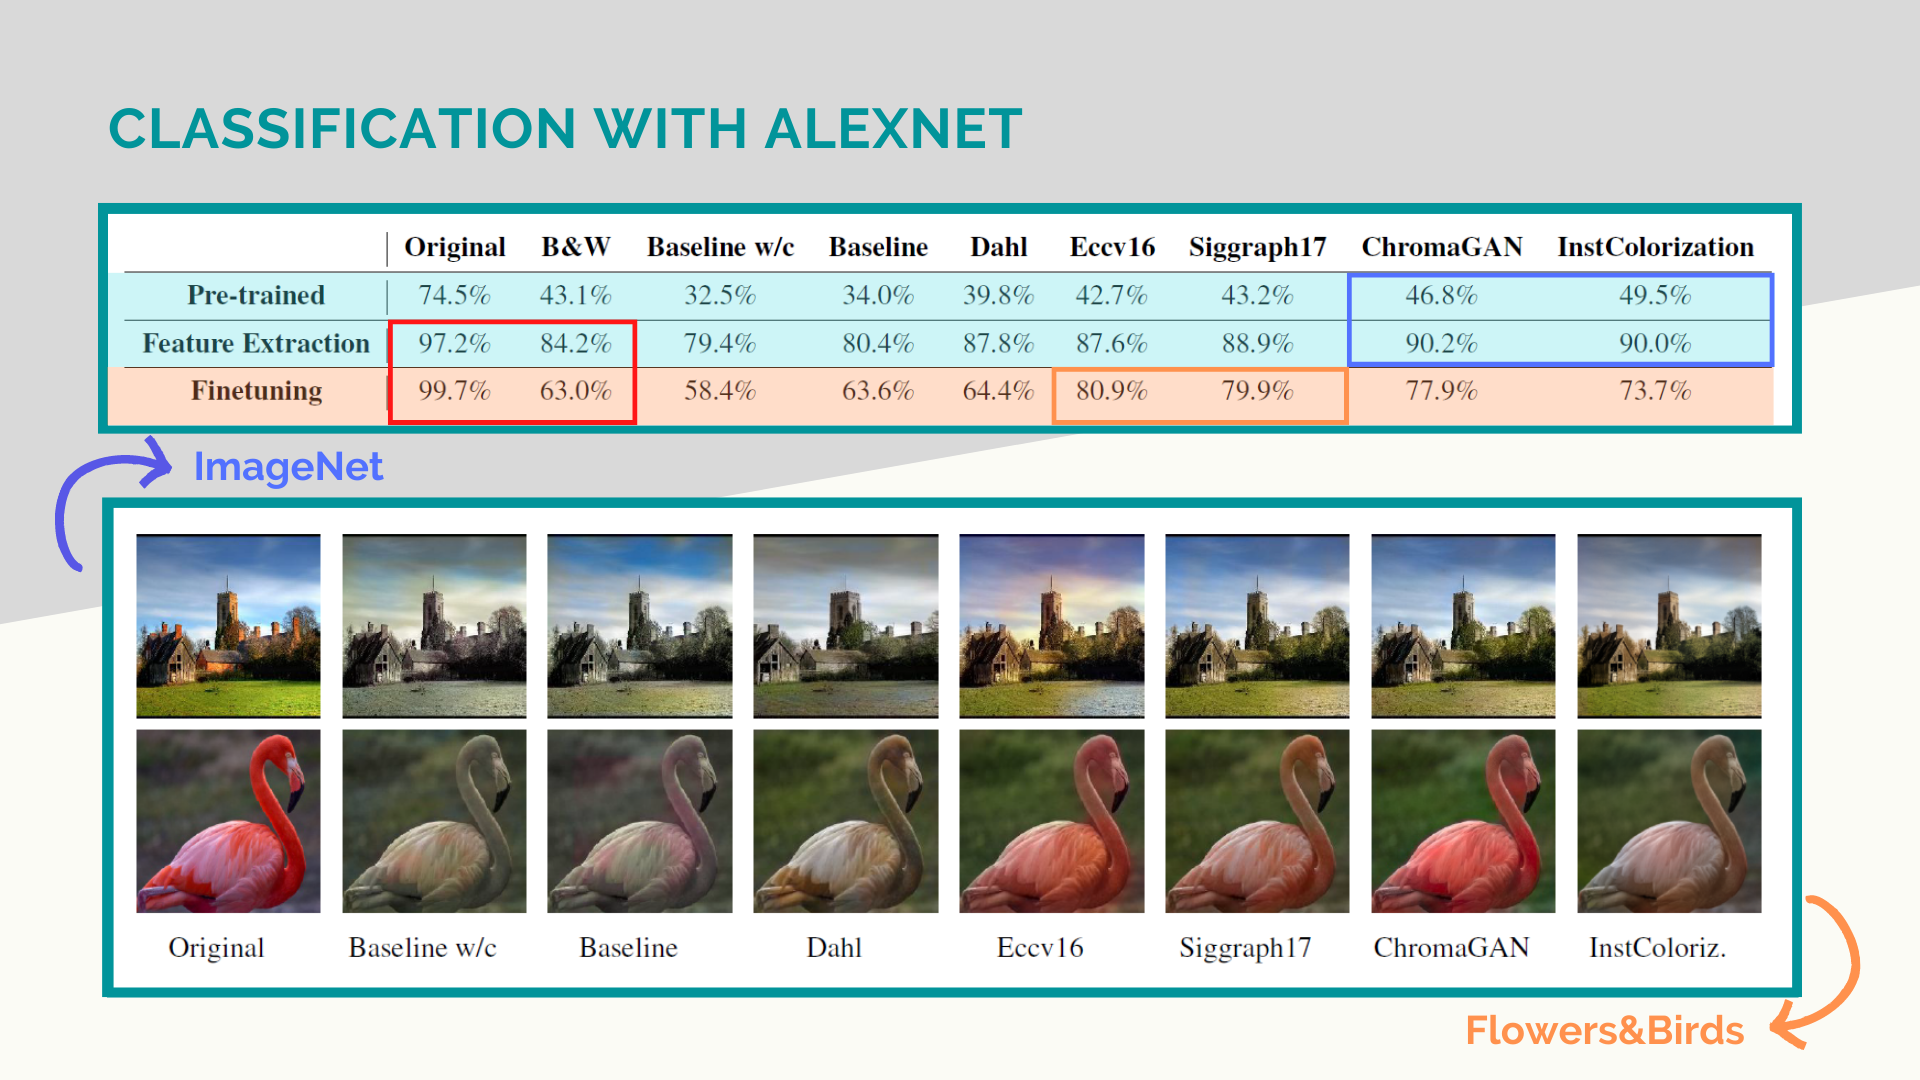 CLASSIFICATION WITH ALEXNET
Original B&W Baseline w/c Baseline Dahl Eccv16 Siggraph17 ChromaGAN InstColorization
Pre-trained 74.5% 43.1% 32.5% 34.0% 39.8% 42.7% 43.2% 46.8% 49.5%
Feature Extraction 97.2% 84.2% 79.4% 80.4% 87.8% 87.6% 88.9% 90.2% 90.0%
Finetuning 99.7% 63.0% 58.4% 63.6% 64.4% 80.9% 79.9% 77.9% 73.7%
ImageNet
Original Baseline w/c Baseline Dahl Eccv16 Siggraph17 ChromaGAN InstColoriz.
Flowers&Birds